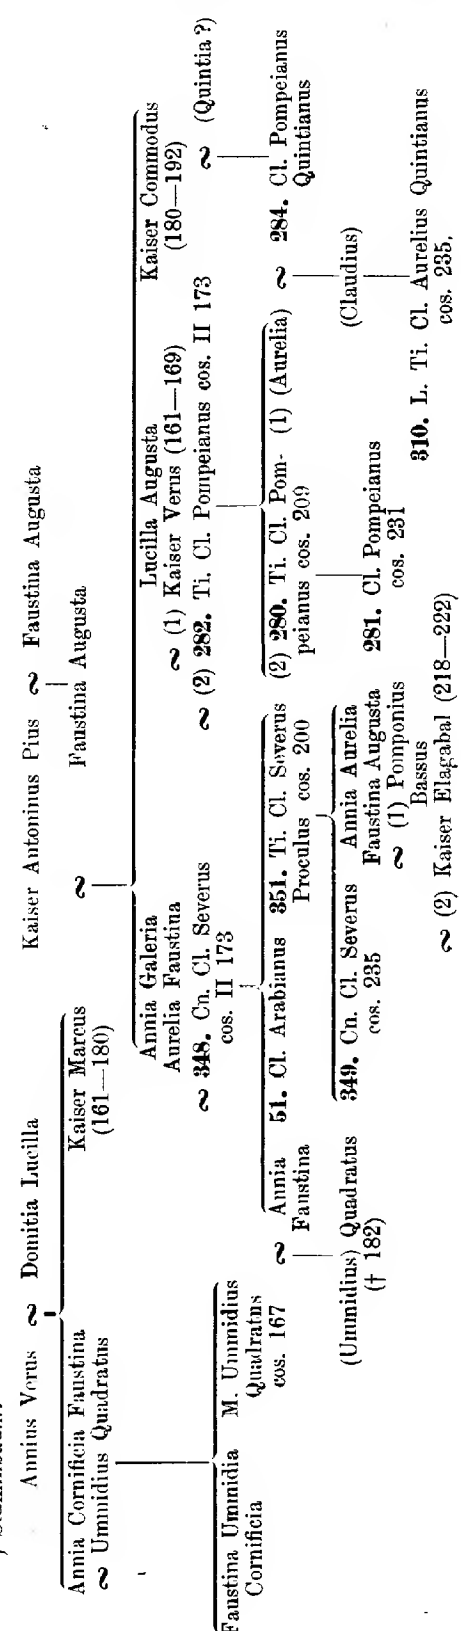 Annius Verus ∾ Domitia Lucilla
Kaiser Antoninus Pius ∾ Faustina Augusta
Annia Cornificia Faustina
∾ Ummidius Quadratus
Kaiser Marcus
(161—180)
∾
Faustina Augusta
Faustina Ummidia
Cornificia
M. Ummidius
Quadratus
cos. 167
Annia Galeria
Aurelia Faustina
∾ 348. Cn. Cl. Severus
cos. II 173
Lucilla Augusta
∾ (1) Kaiser Verus (161—169)
∾ (2) 282. Ti. Cl. Pompeianus cos. II 173
Kaiser Commodus
(180—192)
∾ (Quintia?)
Annia
Faustina
∾
51. Cl. Arabianus
351. Ti. Cl. Severus
Proculus cos. 200
(2) 280. Ti. Cl. Pom-
peianus cos. 209
(1) (Aurelia)
∾
284. Cl. Pompeianus
Quintianus
(Ummidius) Quadratus
(† 182)
349. Cn. Cl. Severus
cos. 235
Annia Aurelia
Faustina Augusta
∾ (1) Pomponius
Bassus
∾ (2) Kaiser Elagabal (218—222)
281. Cl. Pompeianus
cos. 231
(Claudius)
310. L. Ti. Cl. Aurelius Quintianus
cos. 235.